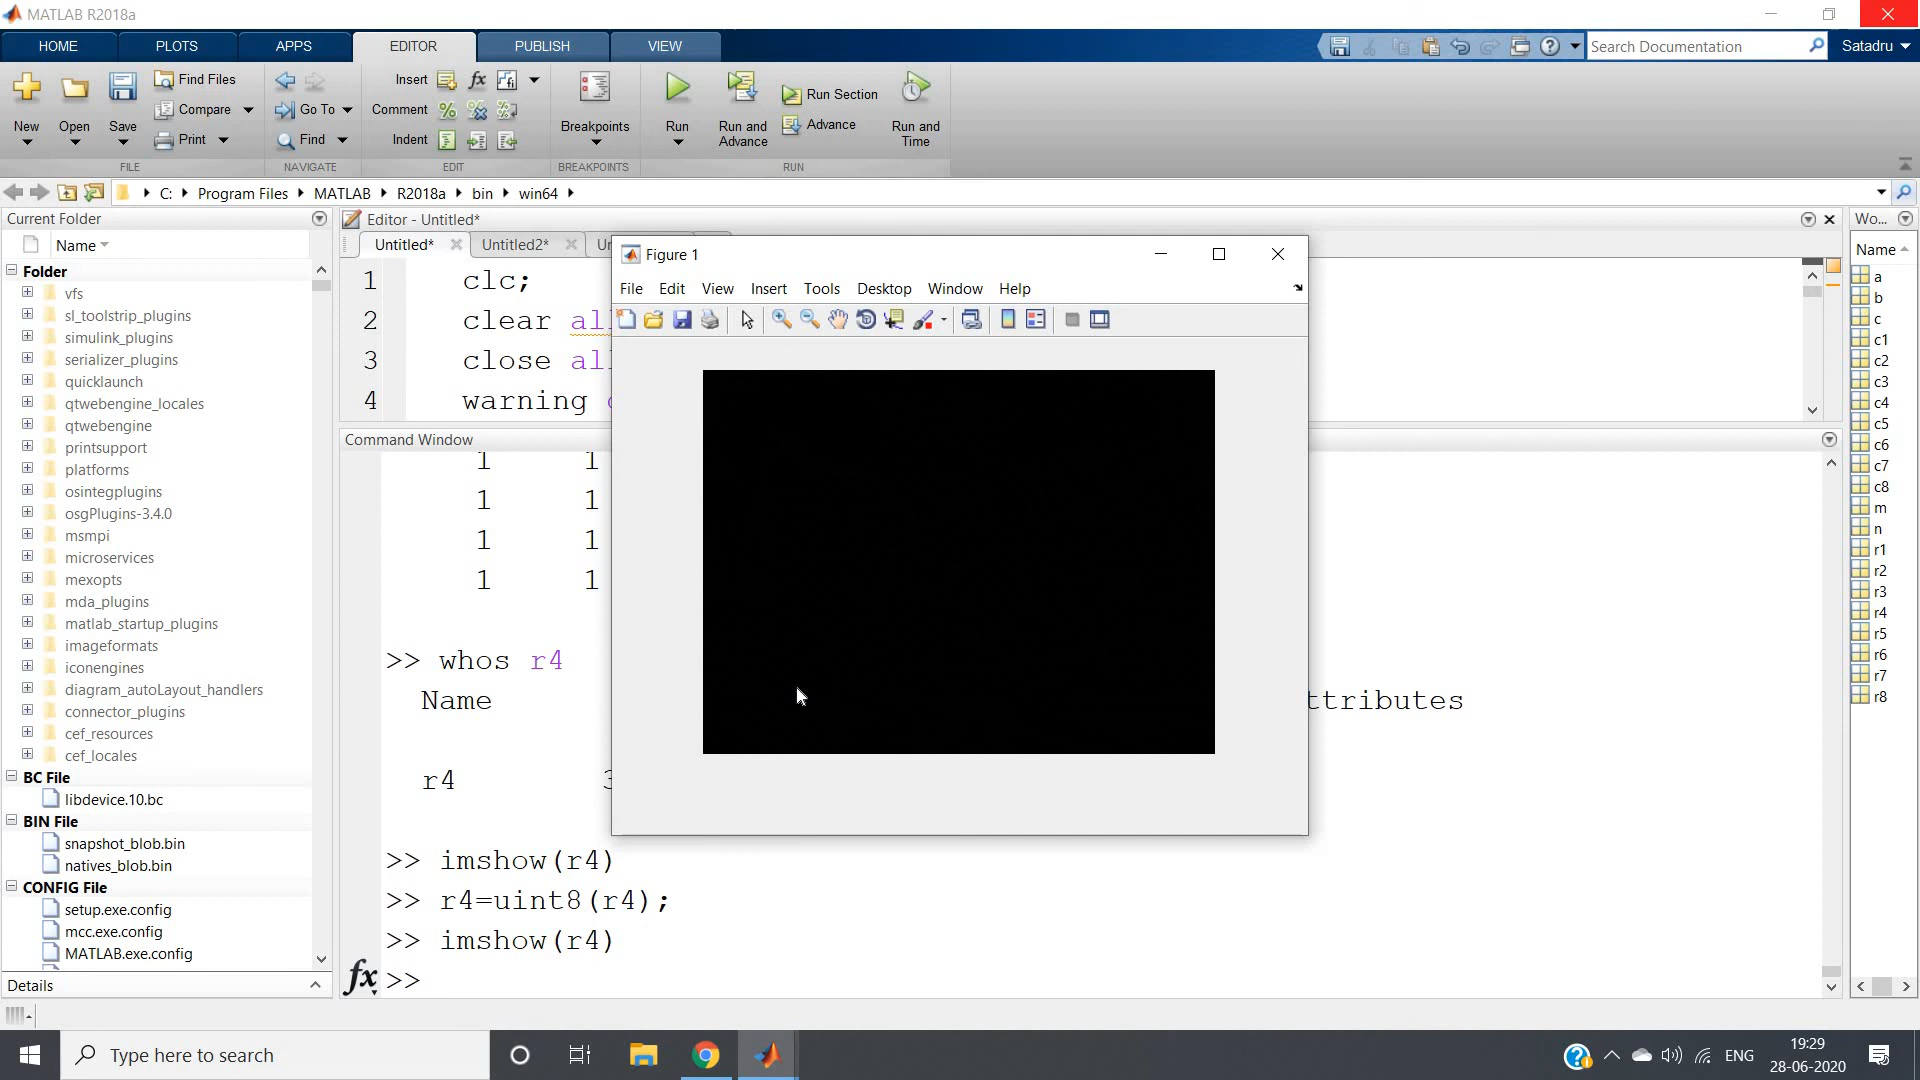 MATLAB R2018a
HOME PLOTS APPS EDITOR PUBLISH VIEW
Search Documentation
Satadru
New
Open
Save
Find Files
Compare
Print
FILE
Go To
Find
NAVIGATE
Insert
Comment
Indent
EDIT
Breakpoints
BREAKPOINTS
Run
Run and Advance
Run Section
Advance
Run and Time
RUN
C: Program Files MATLAB R2018a bin win64
Current Folder
Name
Folder
vfs
sl_toolstrip_plugins
simulink_plugins
serializer_plugins
quicklaunch
qtwebengine_locales
qtwebengine
printsupport
platforms
osintegplugins
osgPlugins-3.4.0
msmpi
microservices
mexopts
mda_plugins
matlab_startup_plugins
imageformats
iconengines
diagram_autoLayout_handlers
connector_plugins
cef_resources
cef_locales
BC File
libdevice.10.bc
BIN File
snapshot_blob.bin
natives_blob.bin
CONFIG File
setup.exe.config
mcc.exe.config
MATLAB.exe.config
Details
Editor - Untitled*
Untitled* Untitled2*
1 clc;
2 clear all
3 close all
4 warning
Command Window
1 1
1 1
1 1
1 1
>> whos r4
Name ttributes
r4 3
>> imshow(r4)
>> r4=uint8(r4);
>> imshow(r4)
fx >>
Figure 1
File Edit View Insert Tools Desktop Window Help
Wo...
Name
a
b
c
c1
c2
c3
c4
c5
c6
c7
c8
m
n
r1
r2
r3
r4
r5
r6
r7
r8
Type here to search
ENG
19:29
28-06-2020